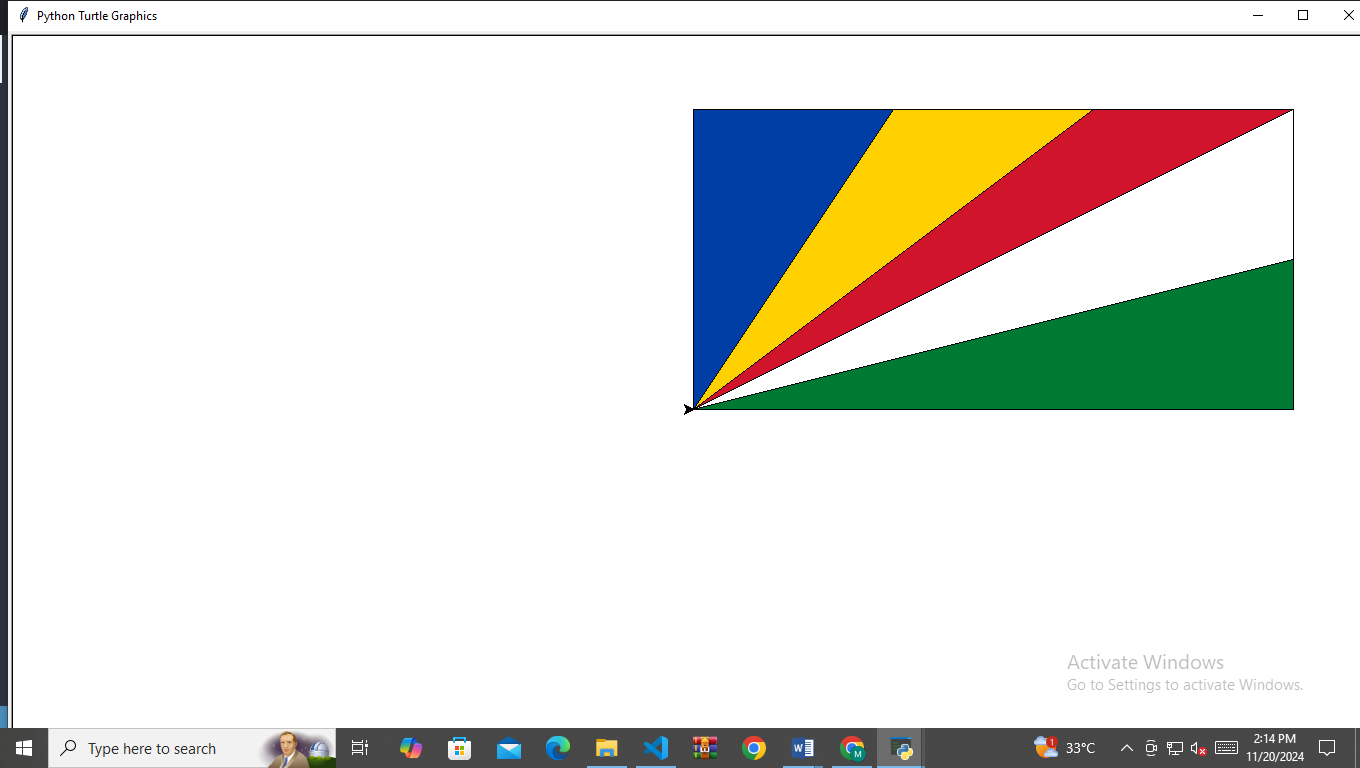 Python Turtle Graphics
Activate Windows
Go to Settings to activate Windows.
Type here to search
M
1
33°C
2:14 PM
11/20/2024